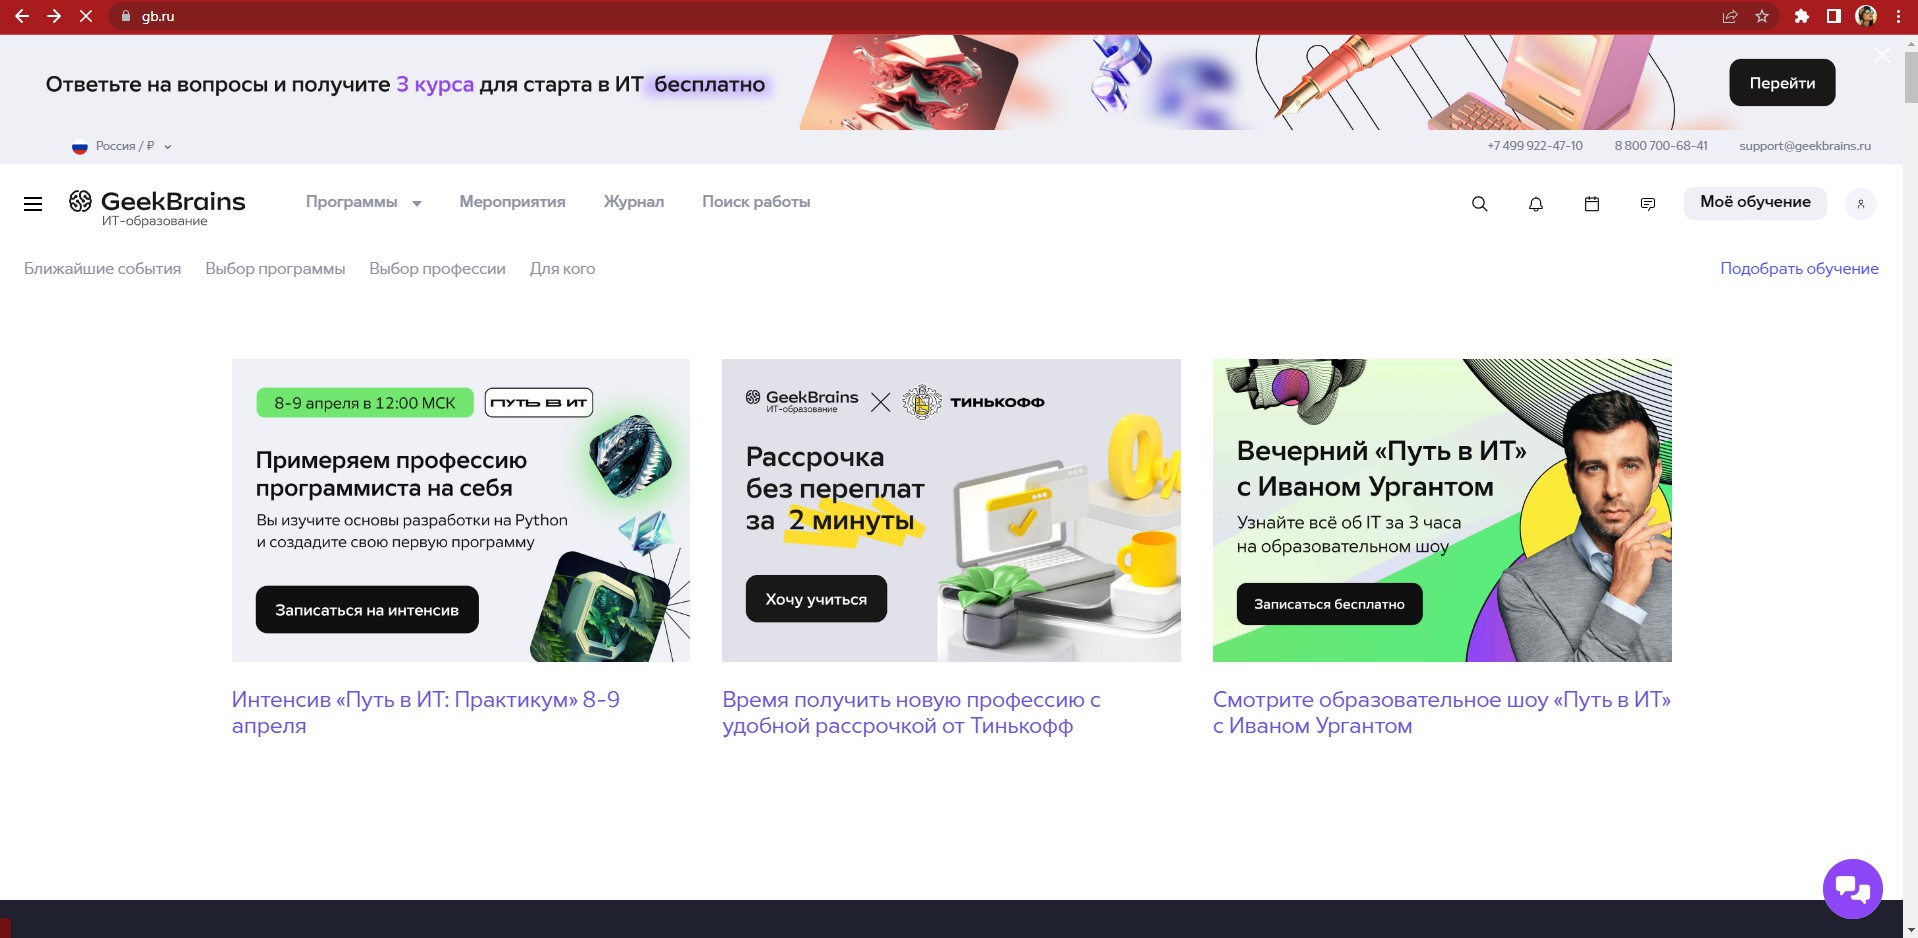 gb.ru
Ответьте на вопросы и получите 3 курса для старта в ИТ бесплатно
Перейти
Россия / ₽
+7 499 922-47-10
8 800 700-68-41
support@geekbrains.ru
GeekBrains
ИТ-образование
Программы
Мероприятия
Журнал
Поиск работы
Моё обучение
Ближайшие события
Выбор программы
Выбор профессии
Для кого
Подобрать обучение
8-9 апреля в 12:00 МСК
ПУТЬ В ИТ
Примеряем профессию
программиста на себя
Вы изучите основы разработки на Python
и создадите свою первую программу
Записаться на интенсив
GeekBrains
ИТ-образование
ТИНЬКОФФ
Рассрочка
без переплат
за 2 минуты
0%
Хочу учиться
Вечерний «Путь в ИТ»
с Иваном Ургантом
Узнайте всё об IT за 3 часа
на образовательном шоу
Записаться бесплатно
Интенсив «Путь в ИТ: Практикум» 8-9
апреля
Время получить новую профессию с
удобной рассрочкой от Тинькофф
Смотрите образовательное шоу «Путь в ИТ»
с Иваном Ургантом